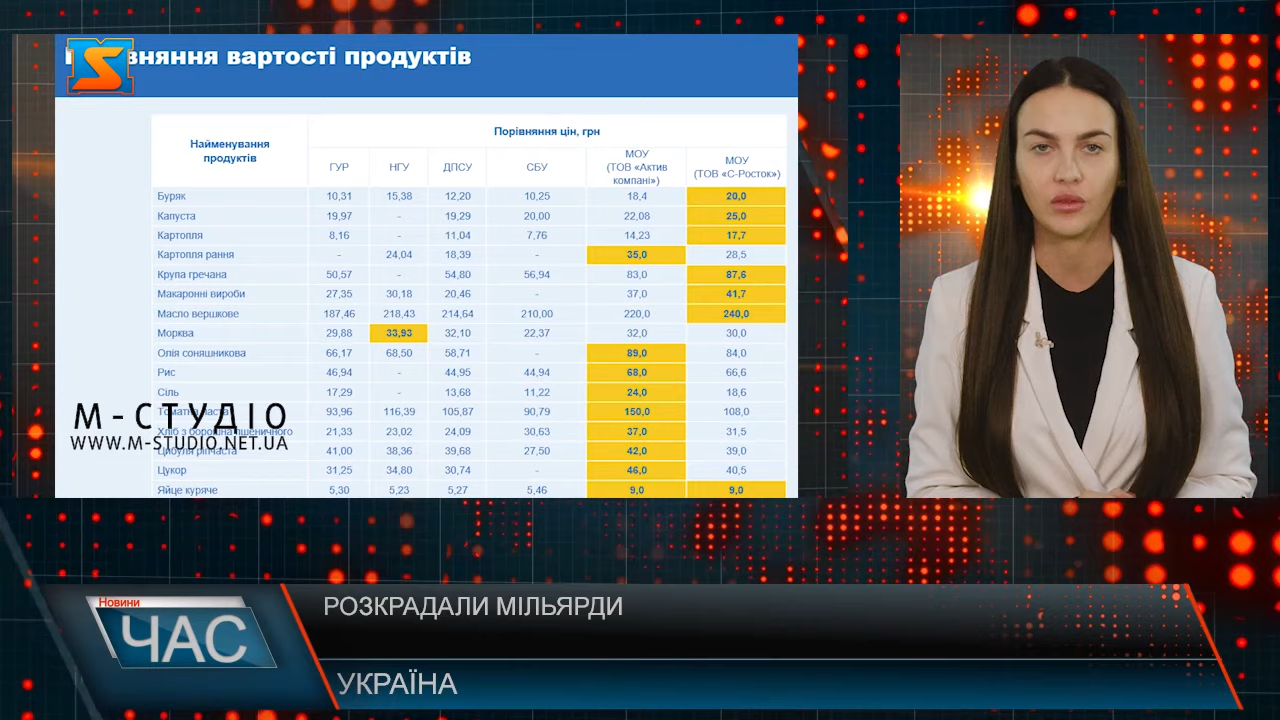 вняння вартості продуктів
Найменування продуктів
Порівняння цін, грн
ГУР НГУ ДПСУ СБУ МОУ (ТОВ «Актив компані») МОУ (ТОВ «С-Росток»)
Буряк 10,31 15,38 12,20 10,25 18,4 20,0
Капуста 19,97 - 19,29 20,00 22,08 25,0
Картопля 8,16 - 11,04 7,76 14,23 17,7
Картопля рання - 24,04 18,39 - 35,0 28,5
Крупа гречана 50,57 - 54,80 56,94 83,0 87,6
Макаронні вироби 27,35 30,18 20,46 - 37,0 41,7
Масло вершкове 187,46 218,43 214,64 210,00 220,0 240,0
Морква 29,88 33,93 32,10 22,37 32,0 30,0
Олія соняшникова 66,17 68,50 58,71 - 89,0 84,0
Рис 46,94 - 44,95 44,94 68,0 66,6
Сіль 17,29 - 13,68 11,22 24,0 18,6
Томатна паста 93,96 116,39 105,87 90,79 150,0 108,0
Хліб з борошна пшеничного 21,33 23,02 24,09 30,63 37,0 31,5
Цибуля ріпчаста 41,00 38,36 39,68 27,50 42,0 39,0
Цукор 31,25 34,80 30,74 - 46,0 40,5
Яйце куряче 5,30 5,23 5,27 5,46 9,0 9,0
М-СТУДІО
WWW.M-STUDIO.NET.UA
Новини
ЧАС
РОЗКРАДАЛИ МІЛЬЯРДИ
УКРАЇНА